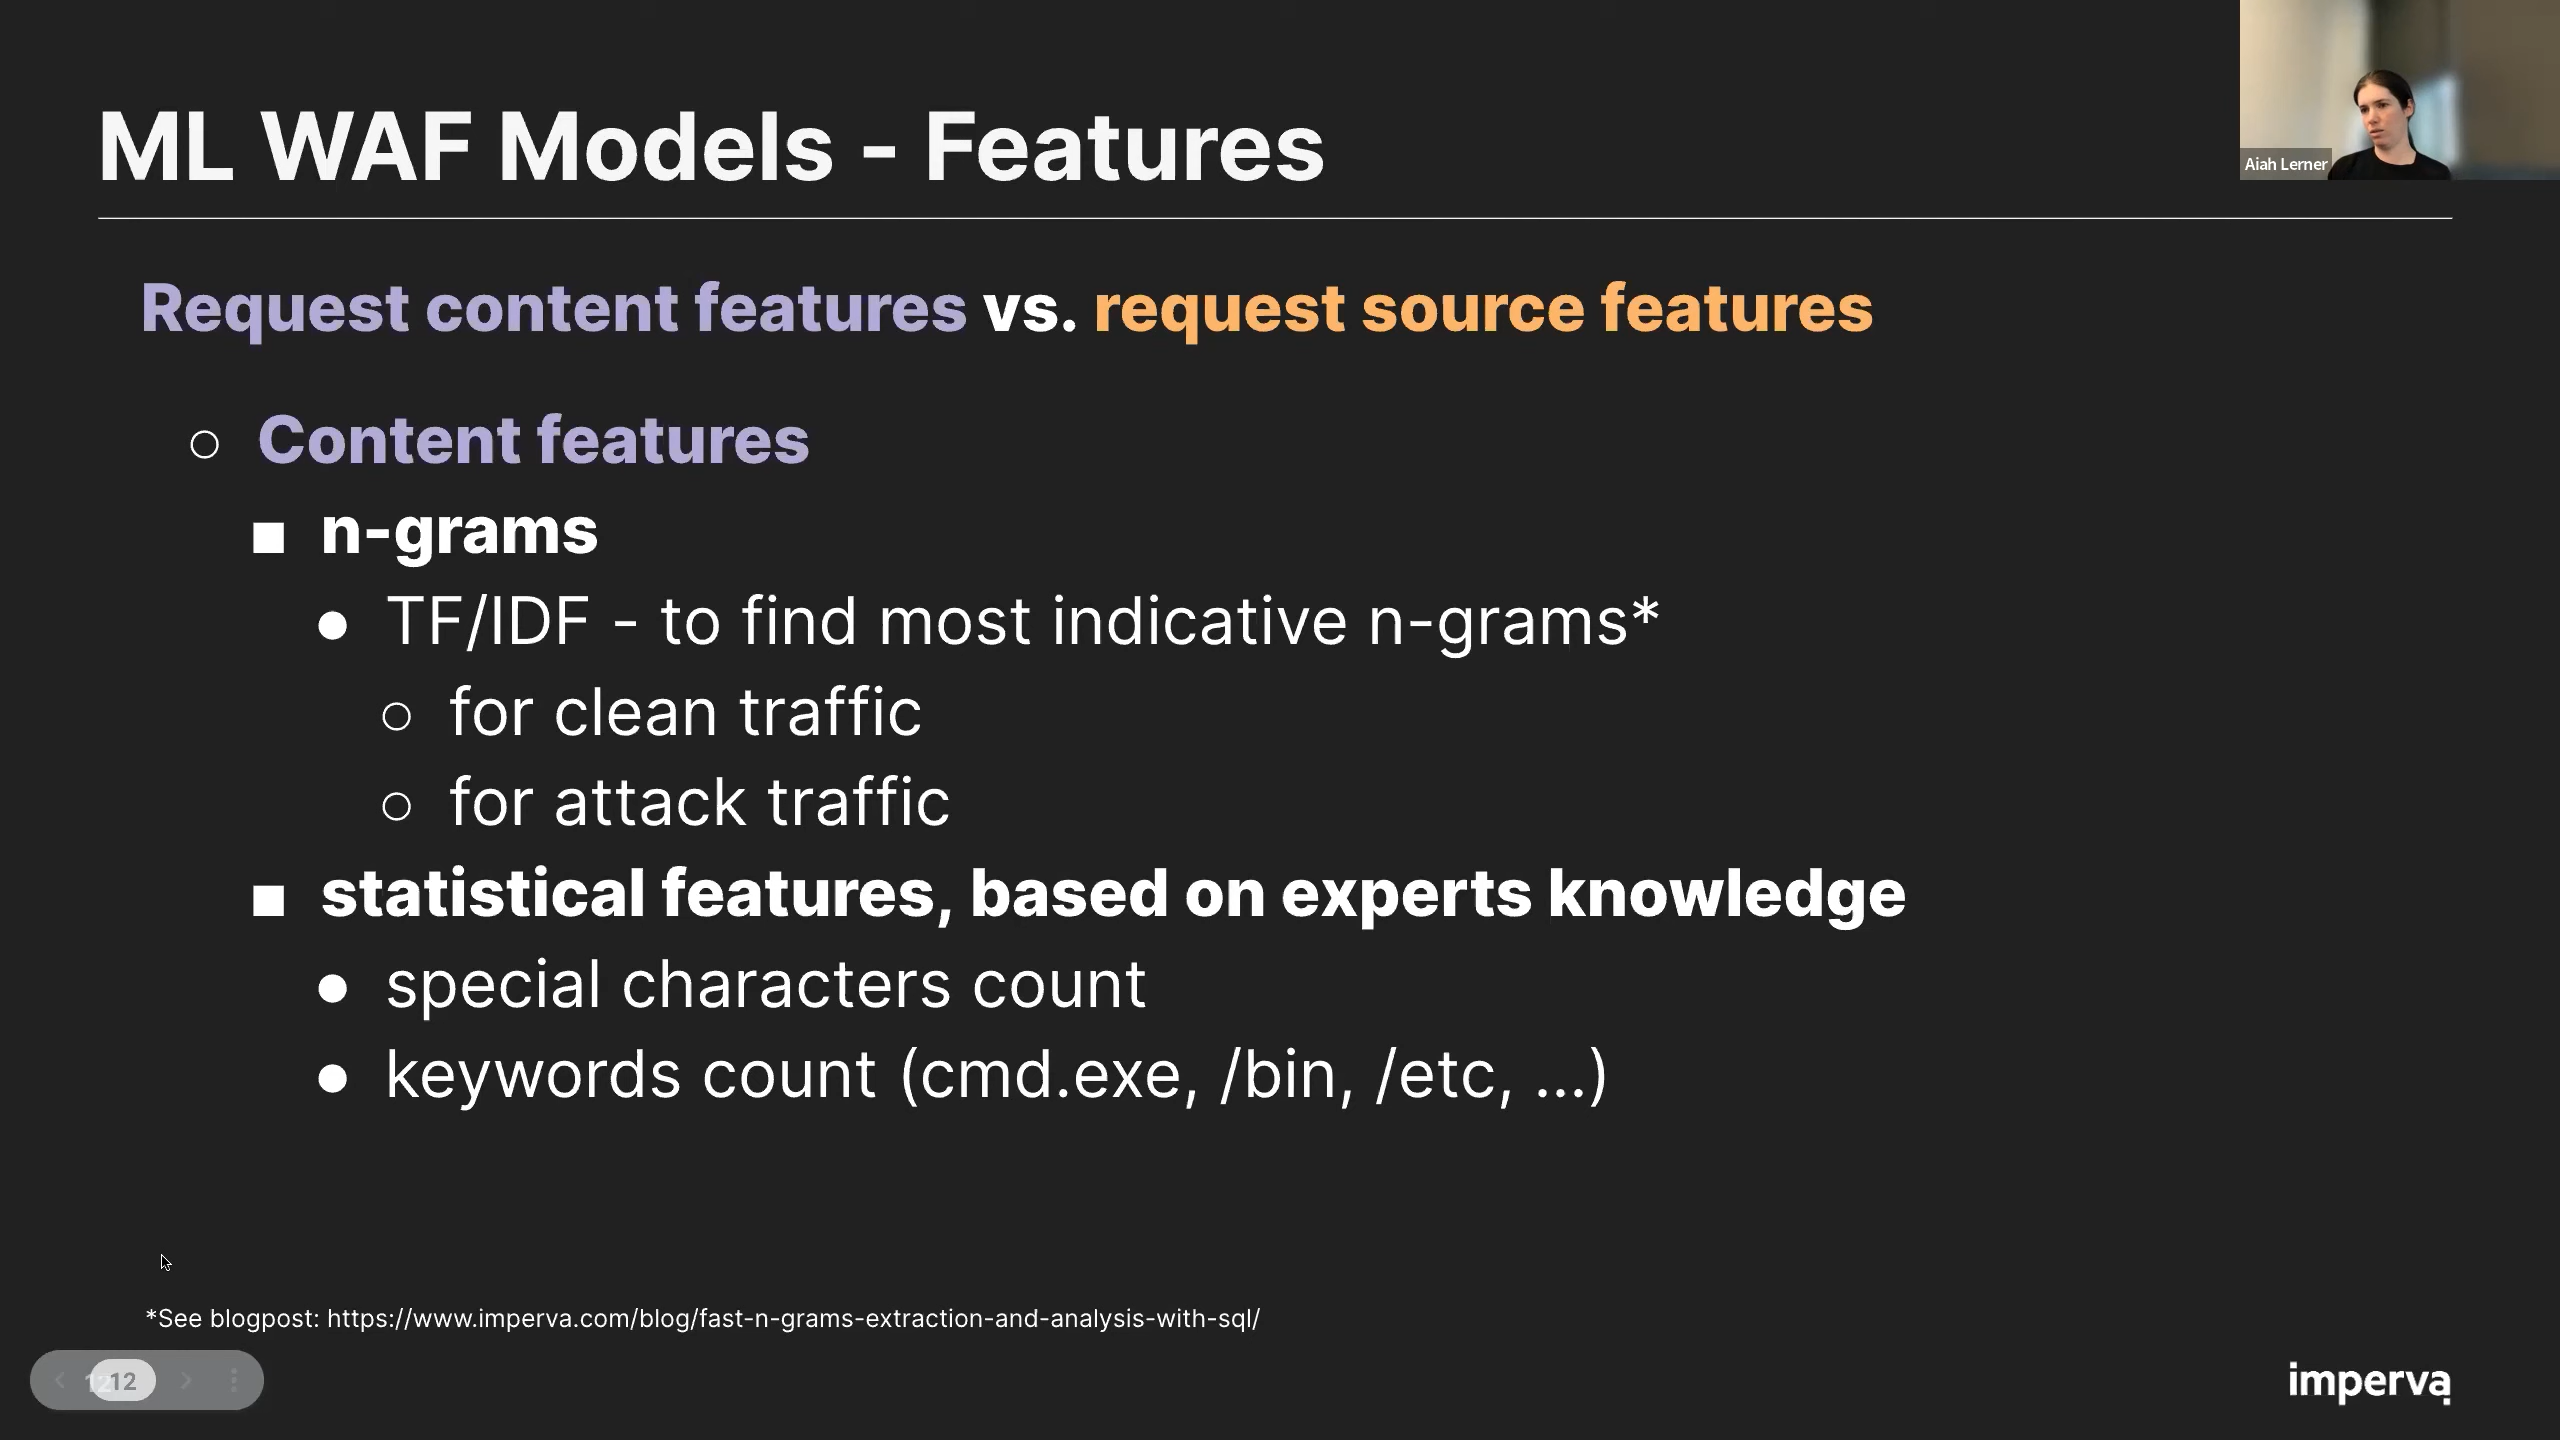 ML WAF Models - Features
Aiah Lerner
Request content features vs. request source features
Content features
n-grams
TF/IDF - to find most indicative n-grams*
for clean traffic
for attack traffic
statistical features, based on experts knowledge
special characters count
keywords count (cmd.exe, /bin, /etc, ...)
*See blogpost: https://www.imperva.com/blog/fast-n-grams-extraction-and-analysis-with-sql/
12
imperva